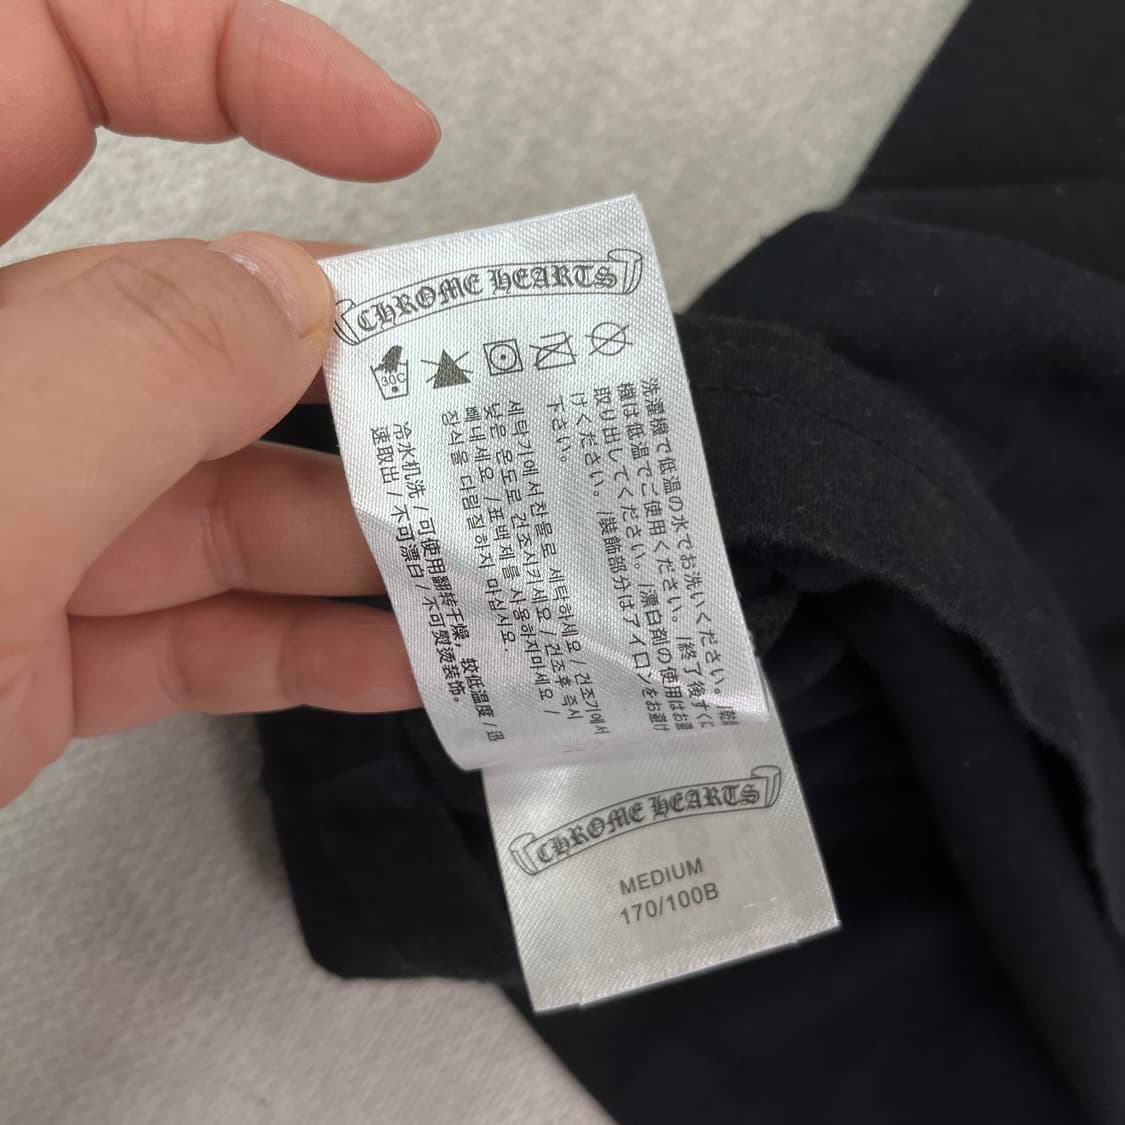 CHROME HEARTS
30C
洗濯機で低温の水でお洗いください。/乾燥
機は低温でご使用ください。/終了後すぐに
取り出してください。/漂白剤の使用はお避
けください。/装飾部分はアイロンをお避け
下さい。
세탁기에서찬물로 세탁하세요 / 건조기에서
낮은 온도로 건조시키세요 / 건조후 즉시
빼내세요 / 표백제를 사용하지마세요 /
장식을 다림질하지 마십시요.
冷水机洗 / 可使用翻转干燥，较低温度 / 迅
速取出 / 不可漂白 / 不可熨烫装饰。
CHROME HEARTS
MEDIUM
170/100B